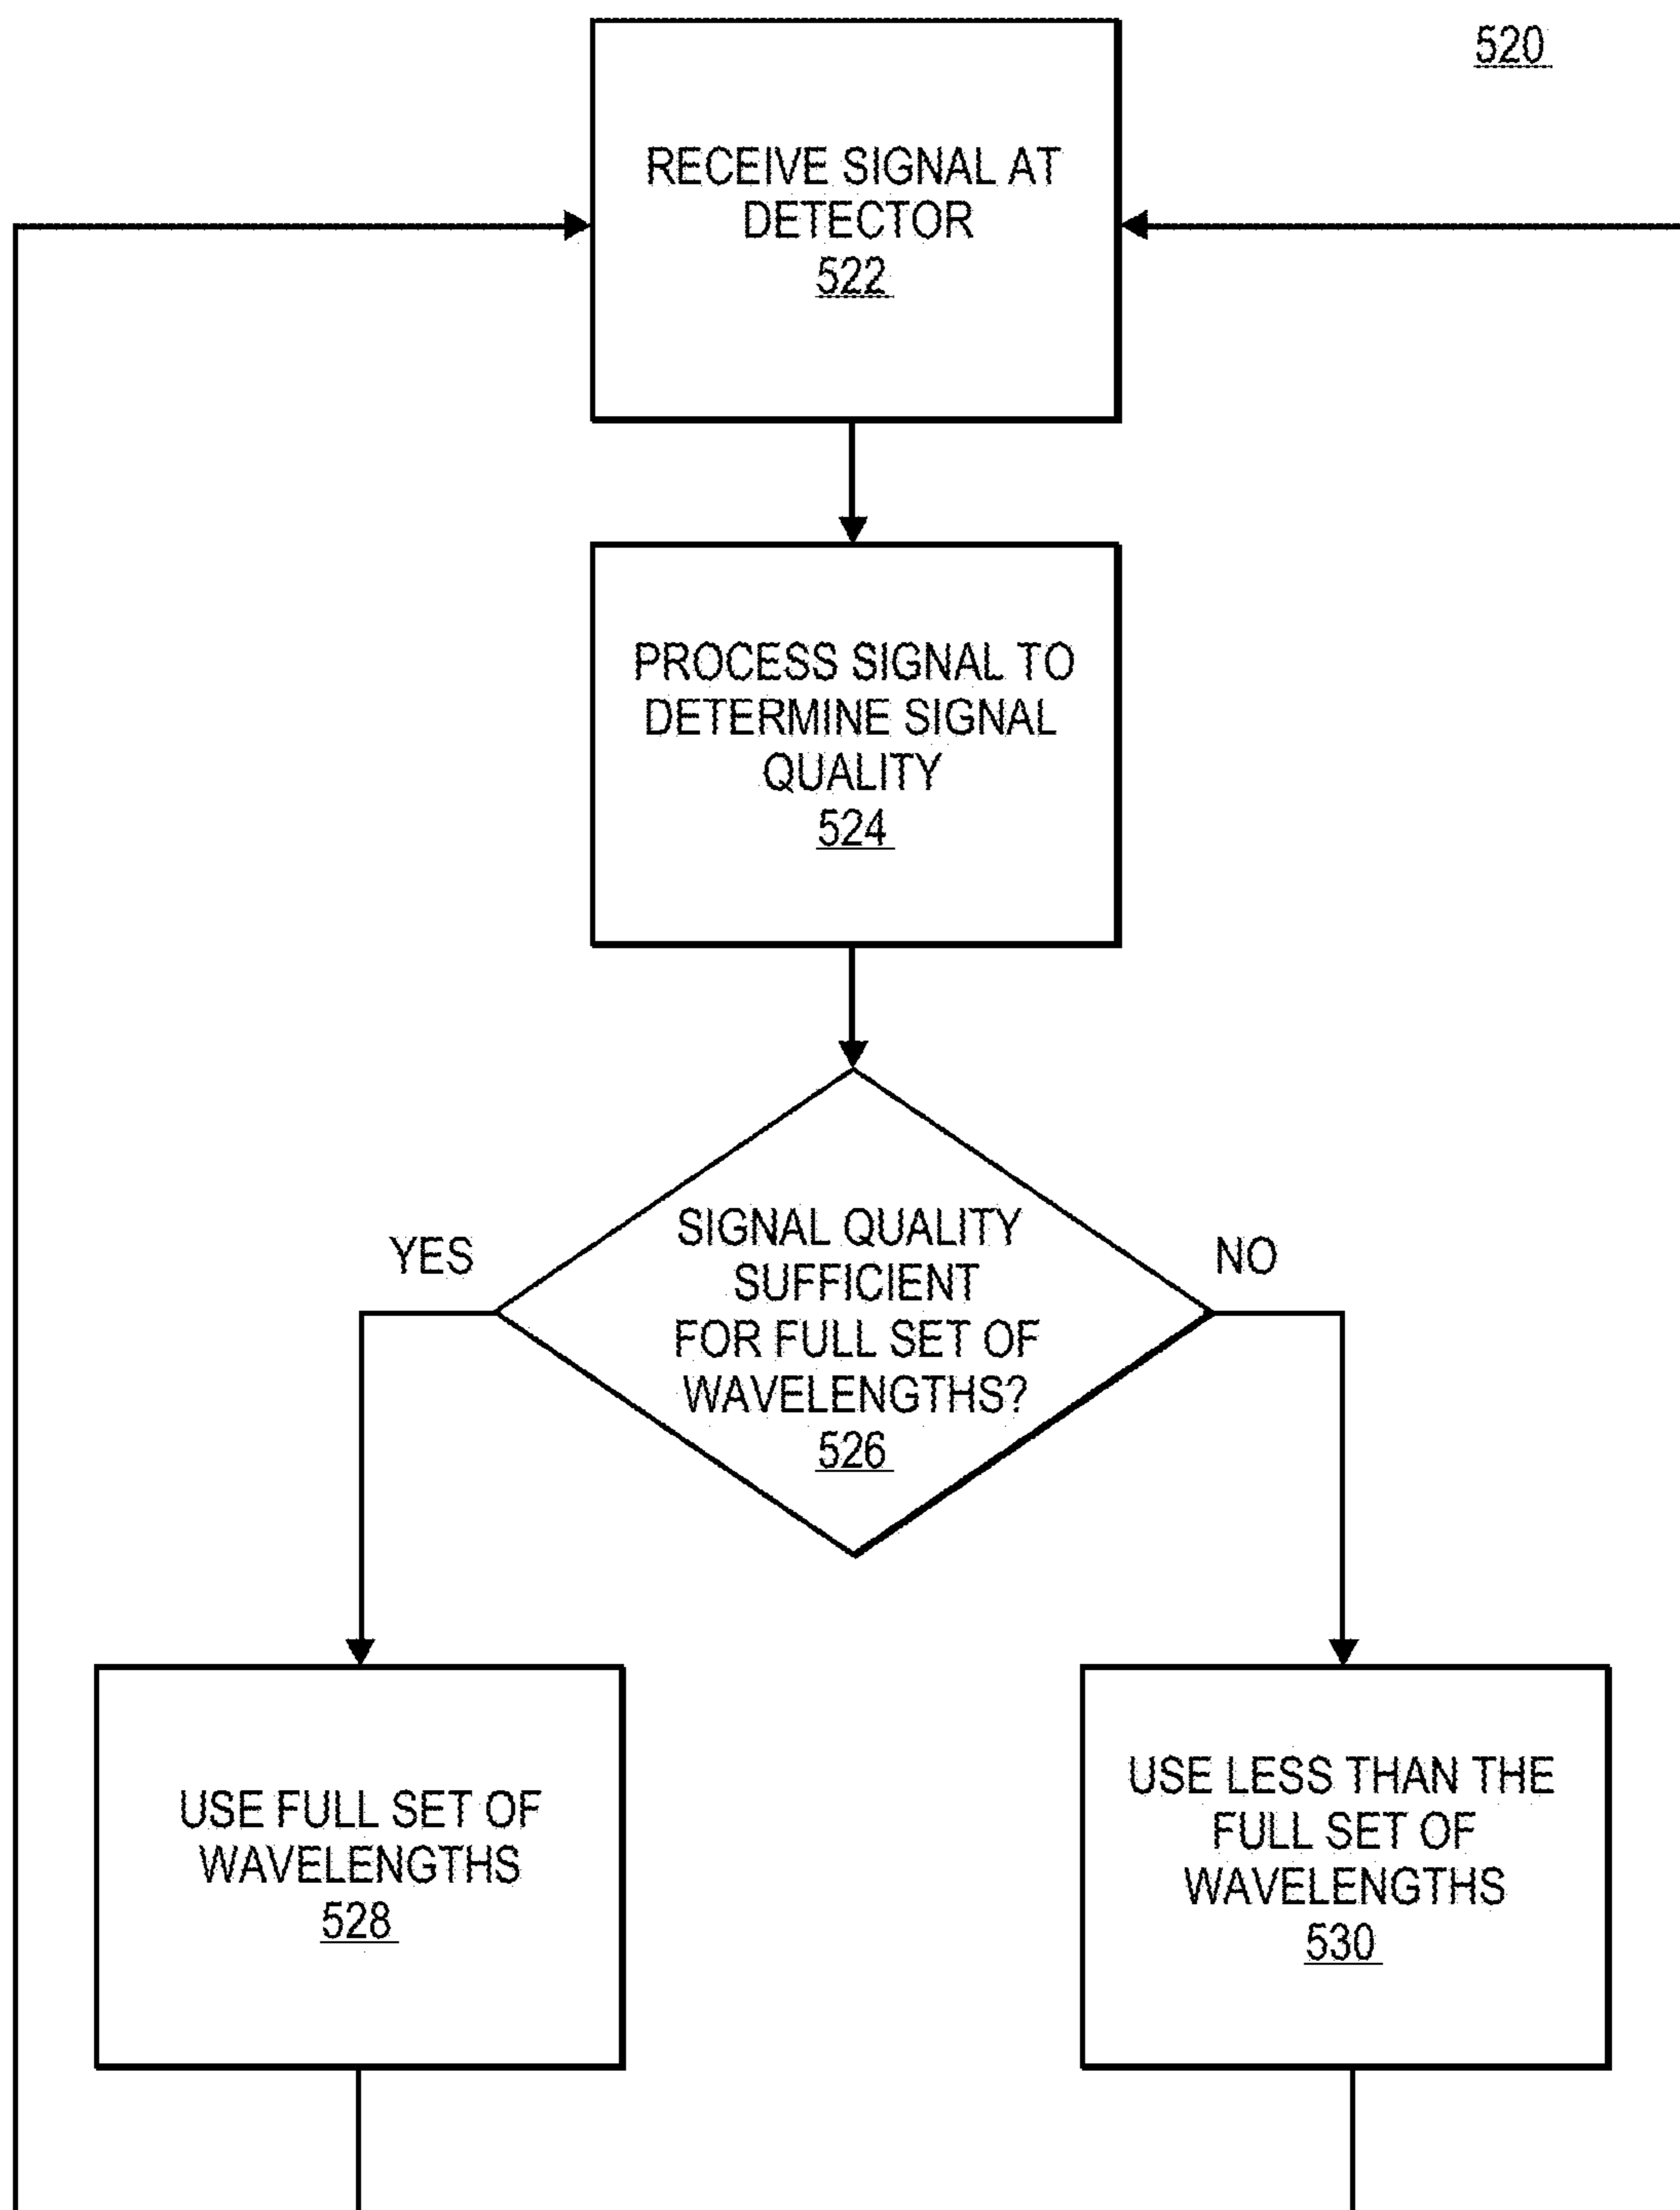 520
RECEIVE SIGNAL AT
DETECTOR
522
PROCESS SIGNAL TO
DETERMINE SIGNAL
QUALITY
524
YES
SIGNAL QUALITY
SUFFICIENT
FOR FULL SET OF
WAVELENGTHS?
526
NO
USE FULL SET OF
WAVELENGTHS
528
USE LESS THAN THE
FULL SET OF
WAVELENGTHS
530